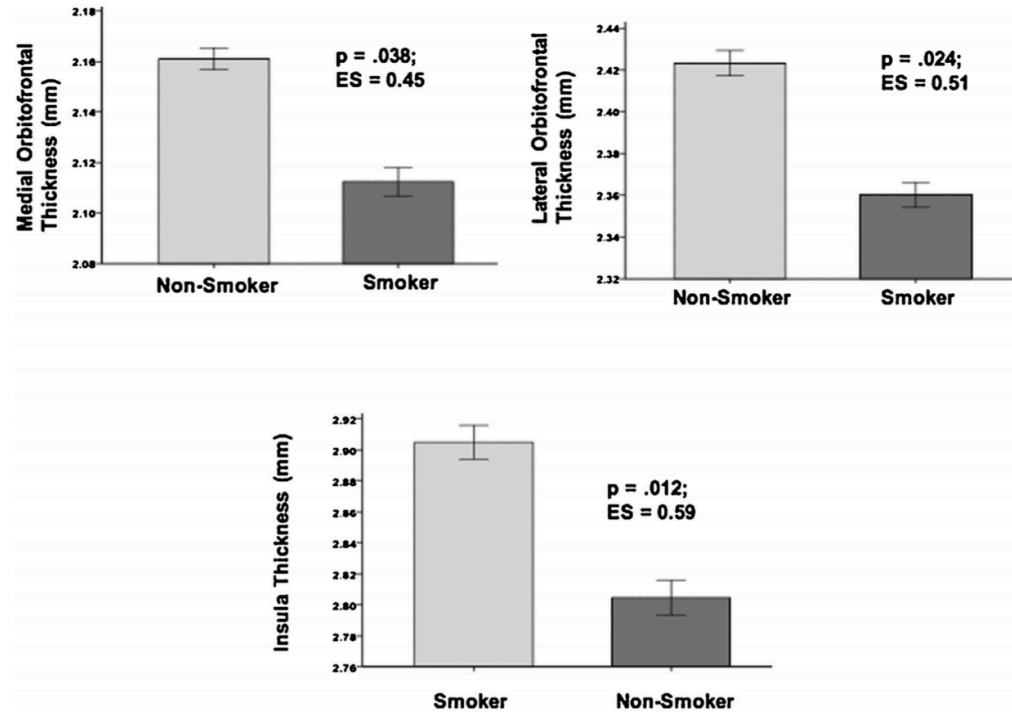 Medial Orbitofrontal
Thickness (mm)
2.18
2.16
2.14
2.12
2.10
2.08
p = .038;
ES = 0.45
Non-Smoker
Smoker
Lateral Orbitofrontal
Thickness (mm)
2.44
2.42
2.40
2.38
2.36
2.34
2.32
p = .024;
ES = 0.51
Non-Smoker
Smoker
Insula Thickness (mm)
2.92
2.90
2.88
2.86
2.84
2.82
2.80
2.78
2.76
p = .012;
ES = 0.59
Smoker
Non-Smoker